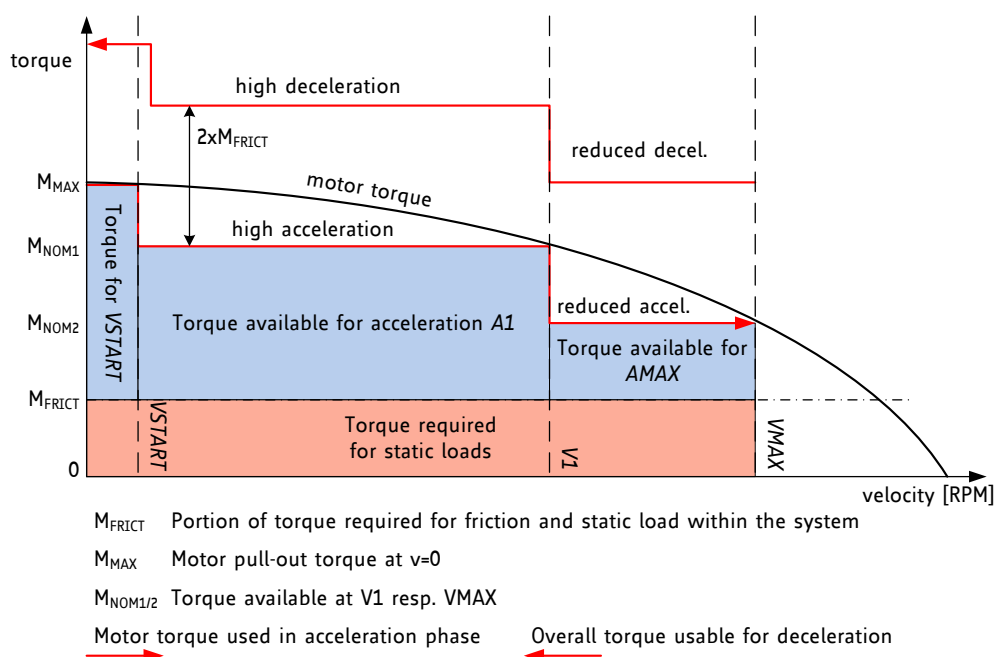 torque
high deceleration
2xMFRICT
reduced decel.
MMAX
motor torque
Torque for VSTART
high acceleration
MNOM1
reduced accel.
MNOM2
Torque available for acceleration A1
Torque available for
AMAX
MFRICT
VSTART
Torque required
for static loads
V1
VMAX
0
velocity [RPM]
MFRICT Portion of torque required for friction and static load within the system
MMAX Motor pull-out torque at v=0
MNOM1/2 Torque available at V1 resp. VMAX
Motor torque used in acceleration phase
Overall torque usable for deceleration